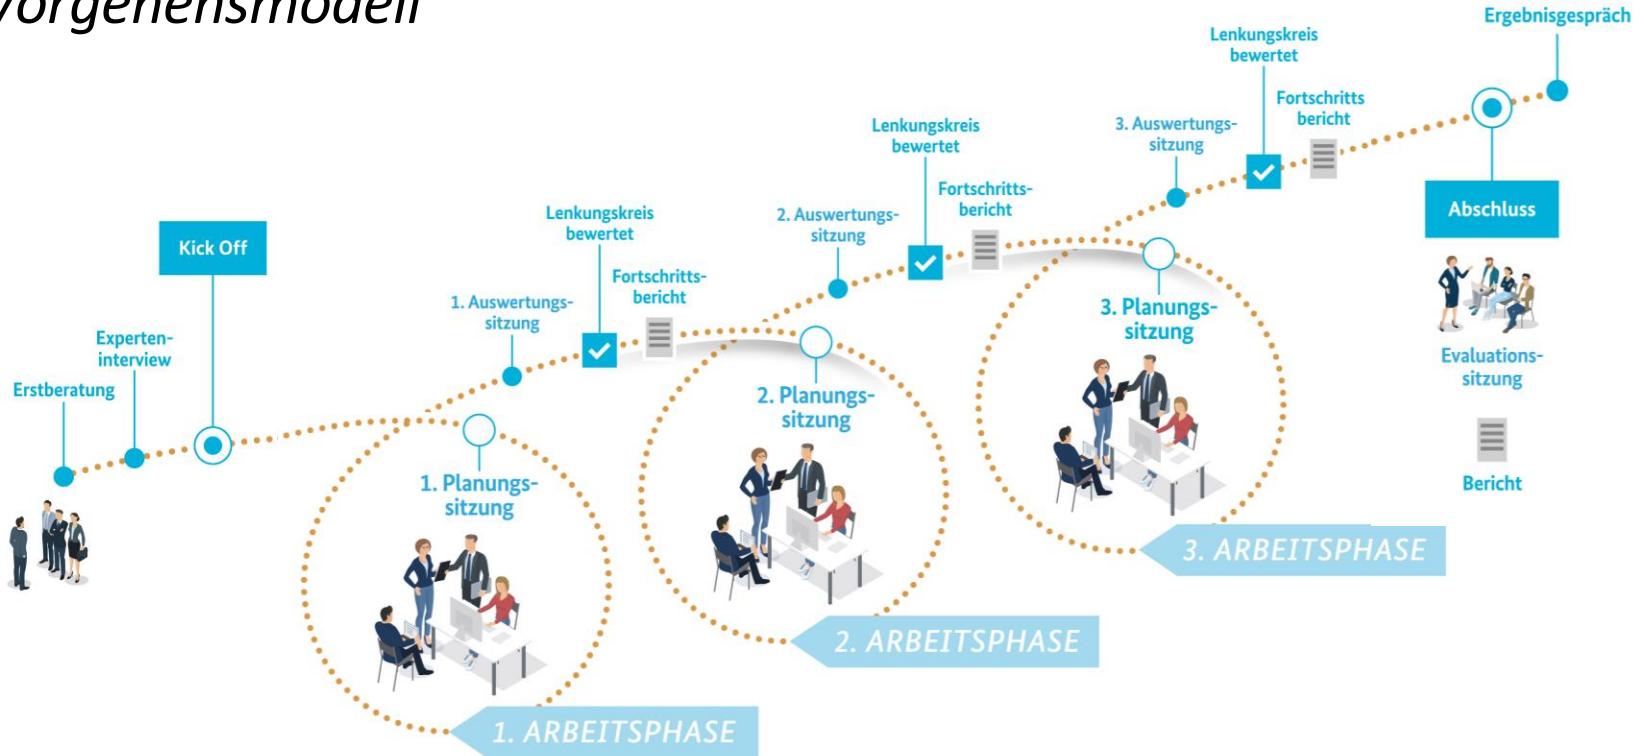 Vorgehensmodell
Erstberatung
Experten-
interview
Kick Off
1. Planungs-
sitzung
1. ARBEITSPHASE
1. Auswertungs-
sitzung
Lenkungskreis
bewertet
Fortschritts-
bericht
2. Planungs-
sitzung
2. ARBEITSPHASE
2. Auswertungs-
sitzung
Lenkungskreis
bewertet
Fortschritts-
bericht
3. Planungs-
sitzung
3. ARBEITSPHASE
3. Auswertungs-
sitzung
Lenkungskreis
bewertet
Fortschritts
bericht
Abschluss
Evaluations-
sitzung
Bericht
Ergebnisgespräch